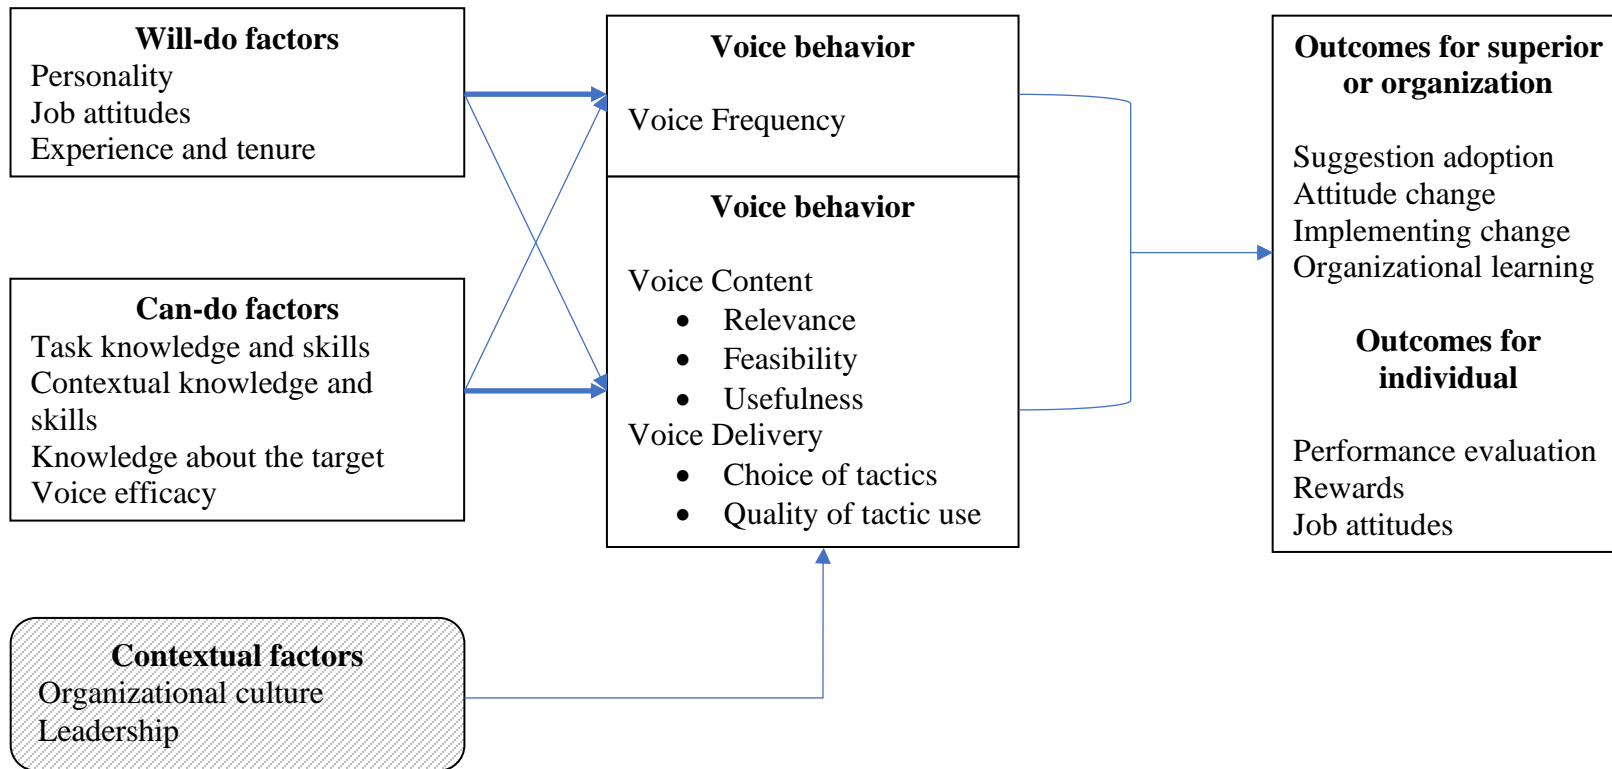 Will-do factors
Personality
Job attitudes
Experience and tenure
Can-do factors
Task knowledge and skills
Contextual knowledge and
skills
Knowledge about the target
Voice efficacy
Contextual factors
Organizational culture
Leadership
Voice behavior
Voice Frequency
Voice behavior
Voice Content
• Relevance
• Feasibility
• Usefulness
Voice Delivery
• Choice of tactics
• Quality of tactic use
Outcomes for superior
or organization
Suggestion adoption
Attitude change
Implementing change
Organizational learning
Outcomes for
individual
Performance evaluation
Rewards
Job attitudes